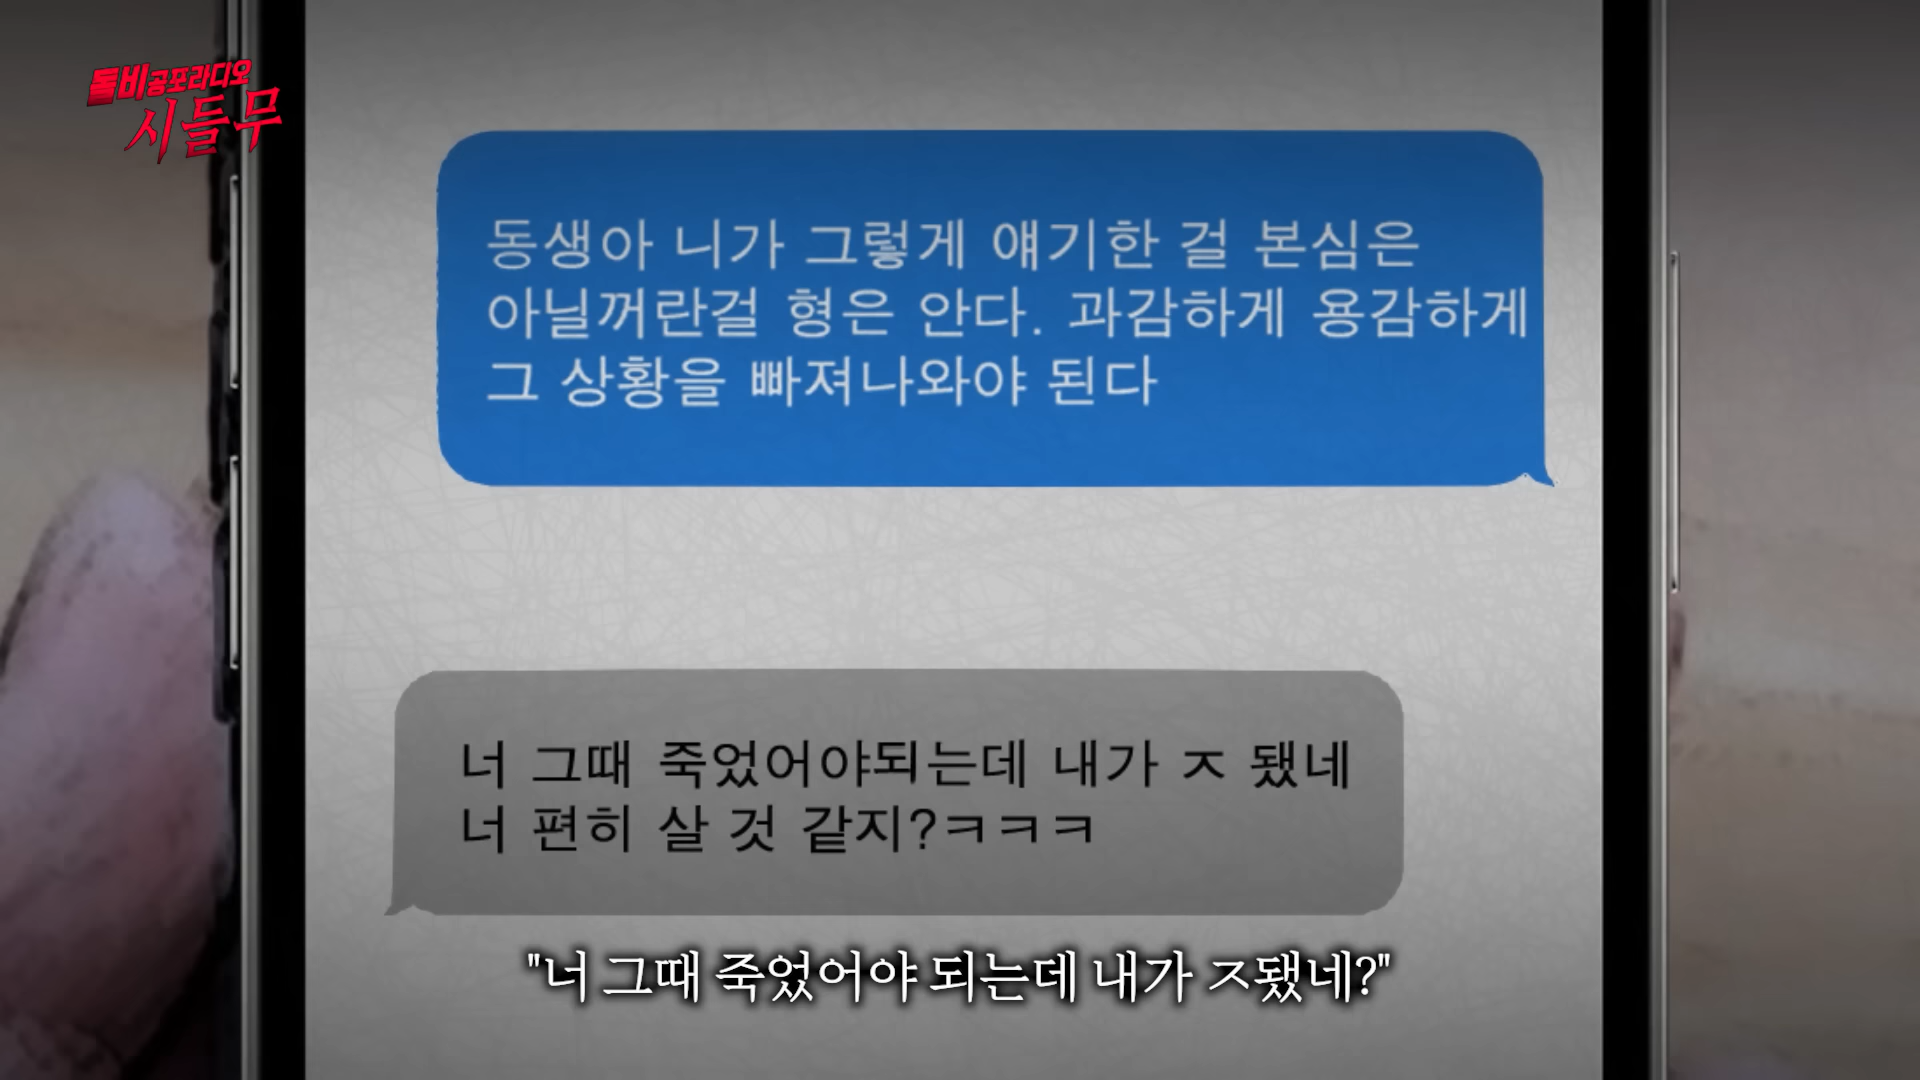 돌비공포라디오
시들무
동생아 니가 그렇게 얘기한 걸 본심은
아닐꺼란걸 형은 안다. 과감하게 용감하게
그 상황을 빠져나와야 된다
너 그때 죽었어야되는데 내가 ㅈ 됐네
너 편히 살 것 같지?ㅋㅋㅋ
"너 그때 죽었어야 되는데 내가 ㅈ됐네?"